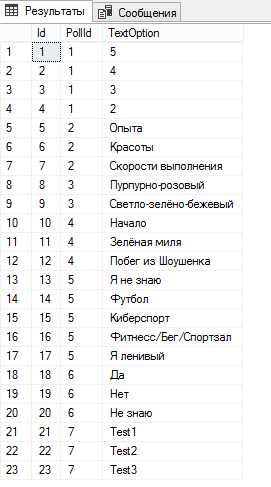 Результаты Сообщения
Id PollId TextOption
1 1 1 5
2 2 1 4
3 3 1 3
4 4 1 2
5 5 2 Опыта
6 6 2 Красоты
7 7 2 Скорости выполнения
8 8 3 Пурпурно-розовый
9 9 3 Светло-зелёно-бежевый
10 10 4 Начало
11 11 4 Зелёная миля
12 12 4 Побег из Шоушенка
13 13 5 Я не знаю
14 14 5 Футбол
15 15 5 Киберспорт
16 16 5 Фитнесс/Бег/Спортзал
17 17 5 Я ленивый
18 18 6 Да
19 19 6 Нет
20 20 6 Не знаю
21 21 7 Test1
22 22 7 Test2
23 23 7 Test3